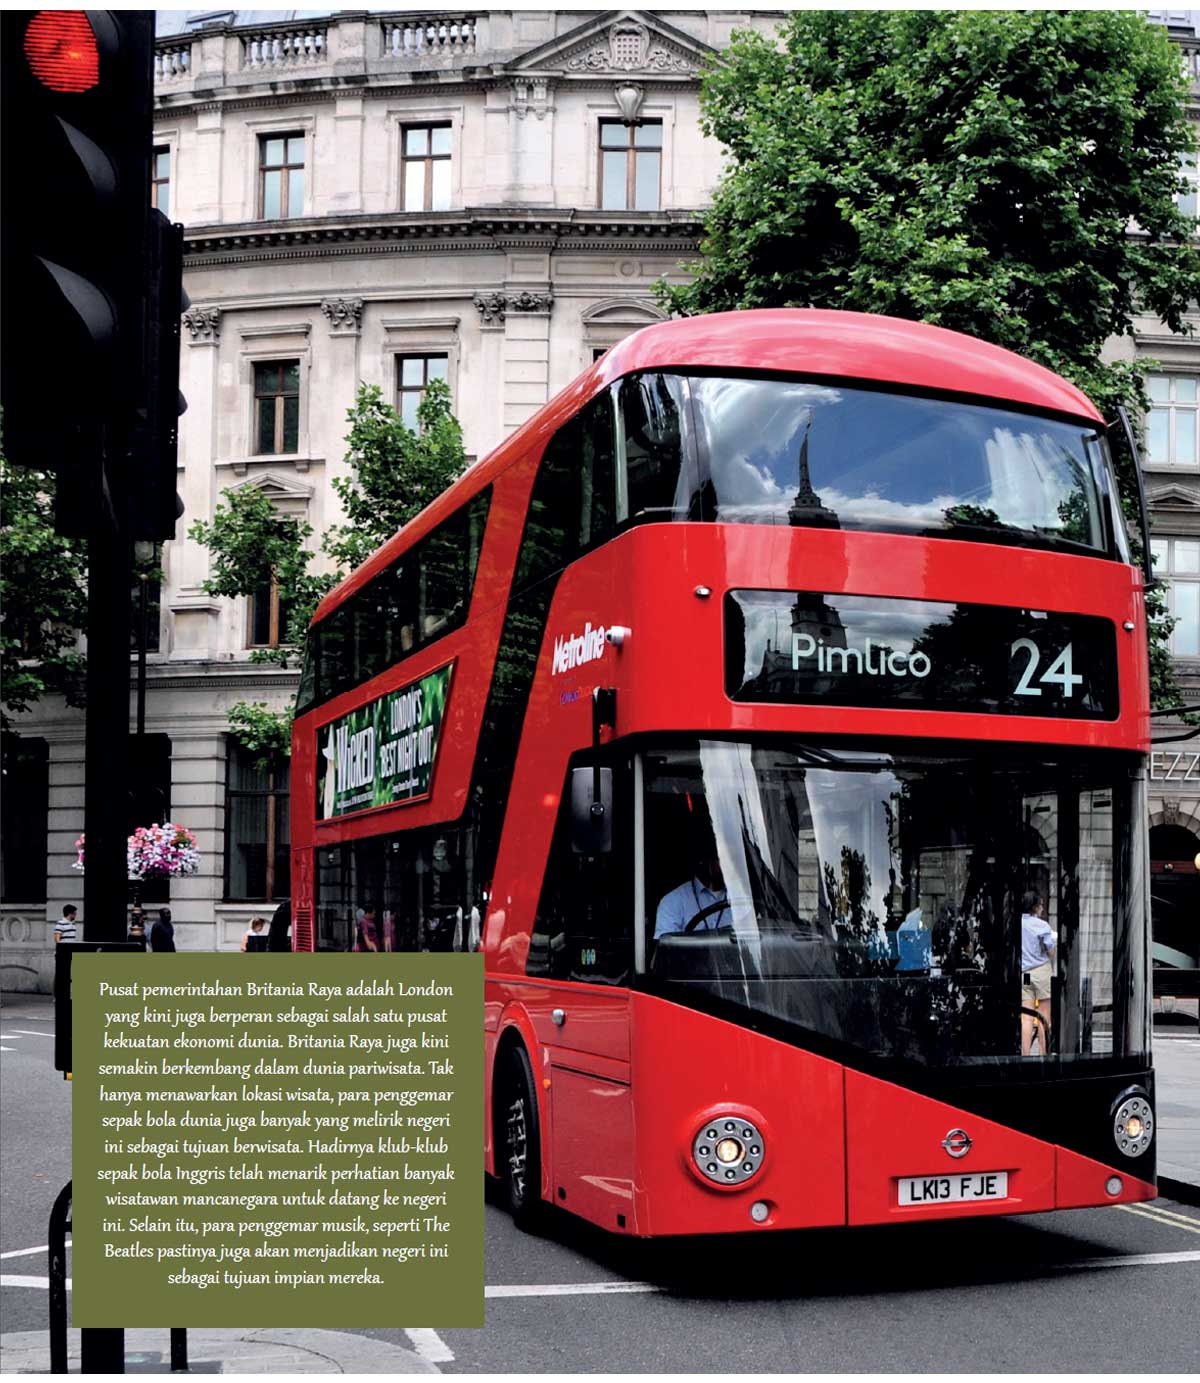 Metroline
Pimlico 24
WICKED
LONDON'S
BEST NIGHT OUT
EZZ
LK13 FJE
Pusat pemerintahan Britania Raya adalah London
yang kini juga berperan sebagai salah satu pusat
kekuatan ekonomi dunia. Britania Raya juga kini
semakin berkembang dalam dunia pariwisata. Tak
hanya menawarkan lokasi wisata, para penggemar
sepak bola dunia juga banyak yang melirik negeri
ini sebagai tujuan berwisata. Hadirnya klub-klub
sepak bola Inggris telah menarik perhatian banyak
wisatawan mancanegara untuk datang ke negeri
ini. Selain itu, para penggemar musik, seperti The
Beatles pastinya juga akan menjadikan negeri ini
sebagai tujuan impian mereka.